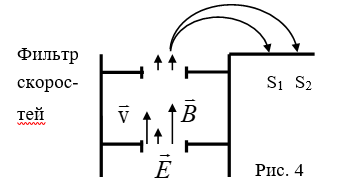 Фильтр
скорос-
тей
v⃗ B⃗
E⃗
S₁ S₂
Рис. 4